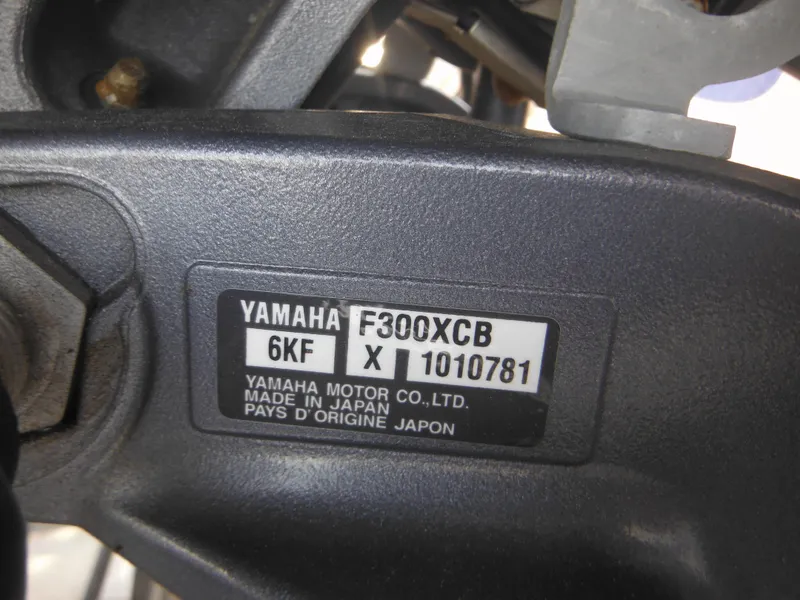 YAMAHA F300XCB
6KF X 1010781
YAMAHA MOTOR CO.,LTD.
MADE IN JAPAN
PAYS D'ORIGINE JAPON